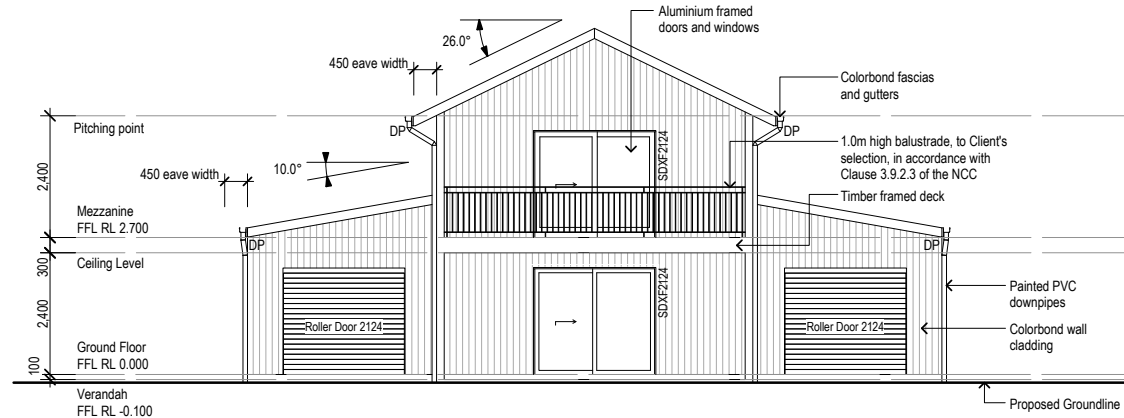 Aluminium framed
doors and windows
26.0°
450 eave width
Colorbond fascias
and gutters
Pitching point
DP
DP
1.0m high balustrade, to Client's
selection, in accordance with
Clause 3.9.2.3 of the NCC
SDXF2124
2,400
10.0°
450 eave width
Timber framed deck
Mezzanine
FFL RL 2.700
DP
DP
300
Ceiling Level
SDXF2124
Painted PVC
downpipes
2,400
Roller Door 2124
Roller Door 2124
Colorbond wall
cladding
Ground Floor
FFL RL 0.000
100
Verandah
FFL RL -0.100
Proposed Groundline